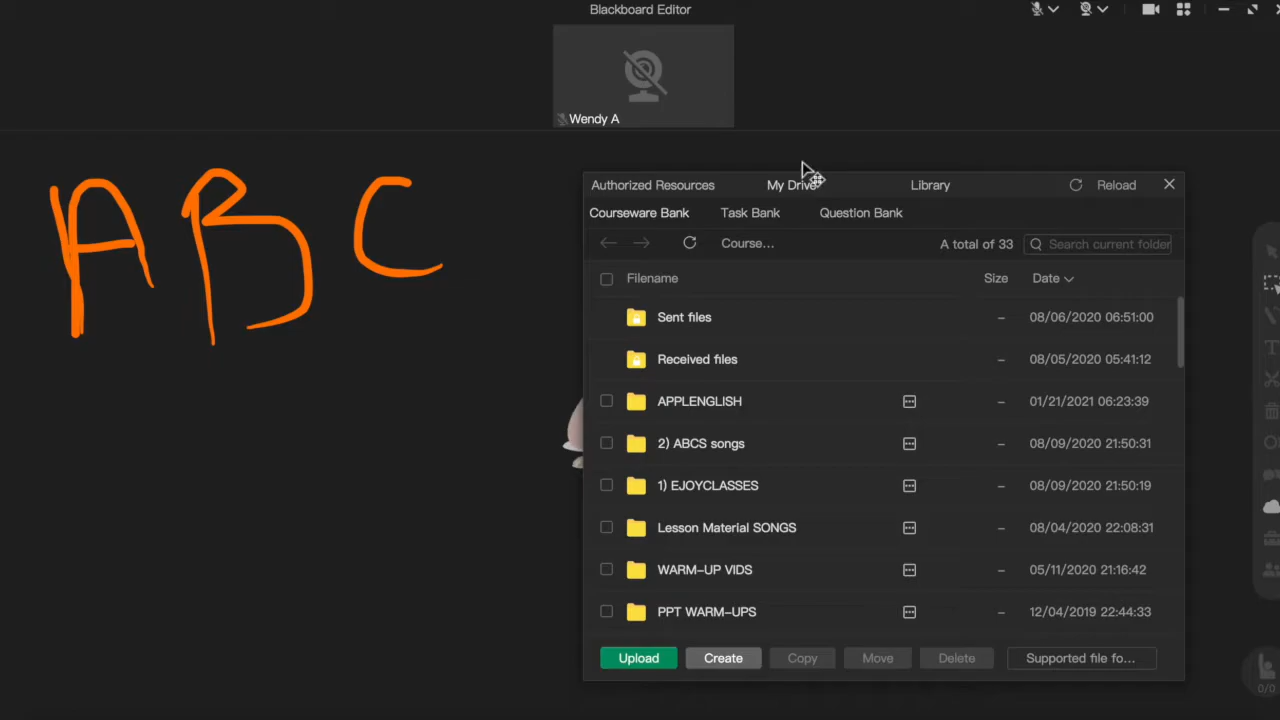 Blackboard Editor
Wendy A
A B C
Authorized Resources My Drive Library Reload
Courseware Bank Task Bank Question Bank
Course... A total of 33 Search current folder
Filename Size Date
Sent files – 08/06/2020 06:51:00
Received files – 08/05/2020 05:41:12
APPLENGLISH – 01/21/2021 06:23:39
2) ABCS songs – 08/09/2020 21:50:31
1) EJOYCLASSES – 08/09/2020 21:50:19
Lesson Material SONGS – 08/04/2020 22:08:31
WARM-UP VIDS – 05/11/2020 21:16:42
PPT WARM-UPS – 12/04/2019 22:44:33
Upload Create Copy Move Delete Supported file fo...
0/0